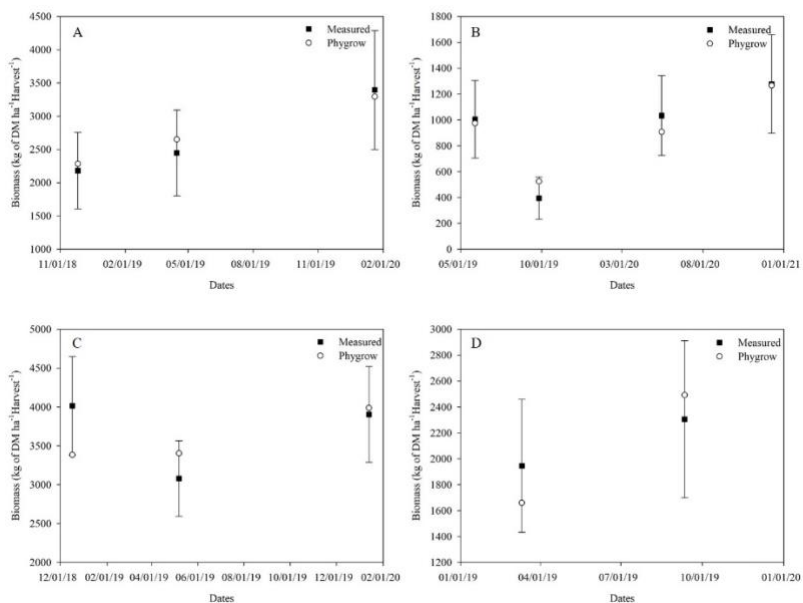 A
Measured
Phygrow
4500
4000
3500
3000
2500
2000
1500
1000
Biomass (kg of DM ha⁻¹Harvest⁻¹)
11/01/18 02/01/19 05/01/19 08/01/19 11/01/19 02/01/20
Dates
B
Measured
Phygrow
1800
1600
1400
1200
1000
800
600
400
200
0
Biomass (kg of DM ha⁻¹Harvest⁻¹)
05/01/19 10/01/19 03/01/20 08/01/20 01/01/21
Dates
C
Measured
Phygrow
5000
4500
4000
3500
3000
2500
2000
Biomass (kg of DM ha⁻¹Harvest⁻¹)
12/01/18 02/01/19 04/01/19 06/01/19 08/01/19 10/01/19 12/01/19 02/01/20
Dates
D
Measured
Phygrow
3000
2800
2600
2400
2200
2000
1800
1600
1400
1200
Biomass (kg of DM ha⁻¹Harvest⁻¹)
01/01/19 04/01/19 07/01/19 10/01/19 01/01/20
Dates